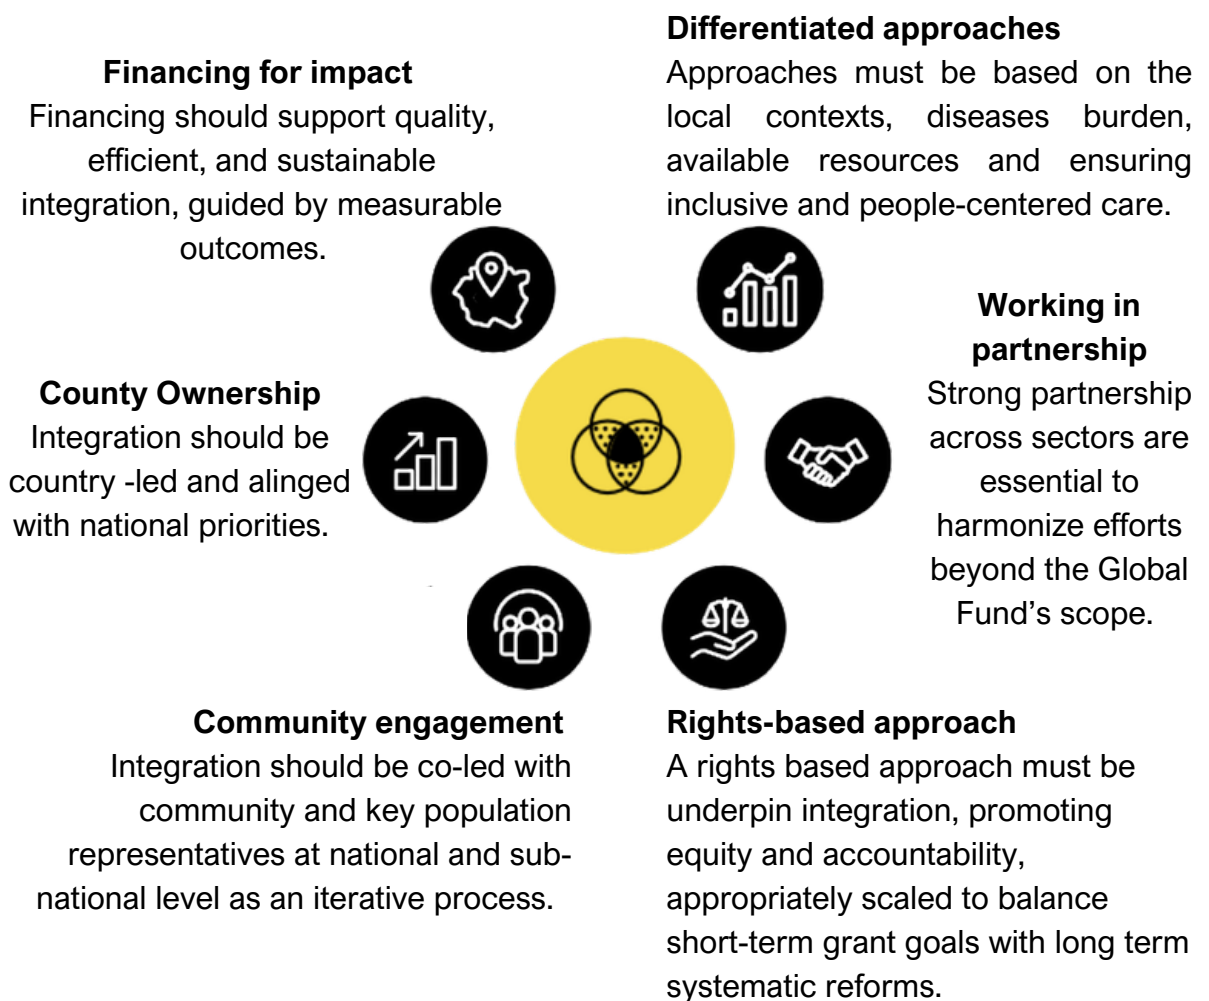 Financing for impact
Financing should support quality,
efficient, and sustainable
integration, guided by measurable
outcomes.
Differentiated approaches
Approaches must be based on the
local contexts, diseases burden,
available resources and ensuring
inclusive and people-centered care.
County Ownership
Integration should be
country -led and alinged
with national priorities.
Working in
partnership
Strong partnership
across sectors are
essential to
harmonize efforts
beyond the Global
Fund’s scope.
Community engagement
Integration should be co-led with
community and key population
representatives at national and sub-
national level as an iterative process.
Rights-based approach
A rights based approach must be
underpin integration, promoting
equity and accountability,
appropriately scaled to balance
short-term grant goals with long term
systematic reforms.